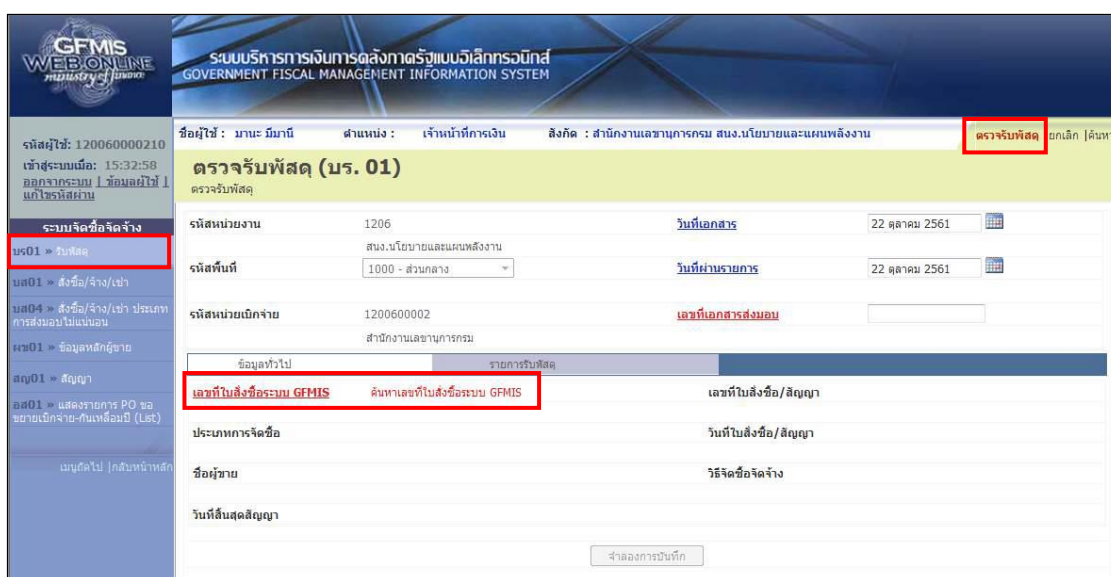 GFMIS
WEB ONLINE
ministry of finance
ระบบบริหารการเงินการคลังภาครัฐแบบอิเล็กทรอนิกส์
GOVERNMENT FISCAL MANAGEMENT INFORMATION SYSTEM
รหัสผู้ใช้: 120060000210
เข้าสู่ระบบเมื่อ: 15:32:58
ออกจากระบบ | ข้อมูลผู้ใช้ |
แก้ไขรหัสผ่าน
ชื่อผู้ใช้ : มานะ มีมานี ตำแหน่ง : เจ้าหน้าที่การเงิน สังกัด : สำนักงานเลขานุการกรม สนง.นโยบายและแผนพลังงาน
ตรวจรับพัสดุ ยกเลิก |ค้นหา
ตรวจรับพัสดุ (บร. 01)
ตรวจรับพัสดุ
ระบบจัดซื้อจัดจ้าง
บร01 » รับพัสดุ
บส01 » สั่งซื้อ/จ้าง/เช่า
บส04 » สั่งซื้อ/จ้าง/เช่า ประเภท
การส่งมอบไม่แน่นอน
ผข01 » ข้อมูลหลักผู้ขาย
สญ01 » สัญญา
อส01 » แสดงรายการ PO ขอ
ขยายเบิกจ่าย-กันเหลื่อมปี (List)
เมนูถัดไป |กลับหน้าหลัก
รหัสหน่วยงาน 1206 วันที่เอกสาร 22 ตุลาคม 2561
สนง.นโยบายและแผนพลังงาน
รหัสพื้นที่ 1000 - ส่วนกลาง วันที่ผ่านรายการ 22 ตุลาคม 2561
รหัสหน่วยเบิกจ่าย 1200600002 เลขที่เอกสารส่งมอบ
สำนักงานเลขานุการกรม
ข้อมูลทั่วไป รายการรับพัสดุ
เลขที่ใบสั่งซื้อระบบ GFMIS ค้นหาเลขที่ใบสั่งซื้อระบบ GFMIS เลขที่ใบสั่งซื้อ/สัญญา
ประเภทการจัดซื้อ วันที่ใบสั่งซื้อ/สัญญา
ชื่อผู้ขาย วิธีจัดซื้อจัดจ้าง
วันที่สิ้นสุดสัญญา
จำลองการบันทึก